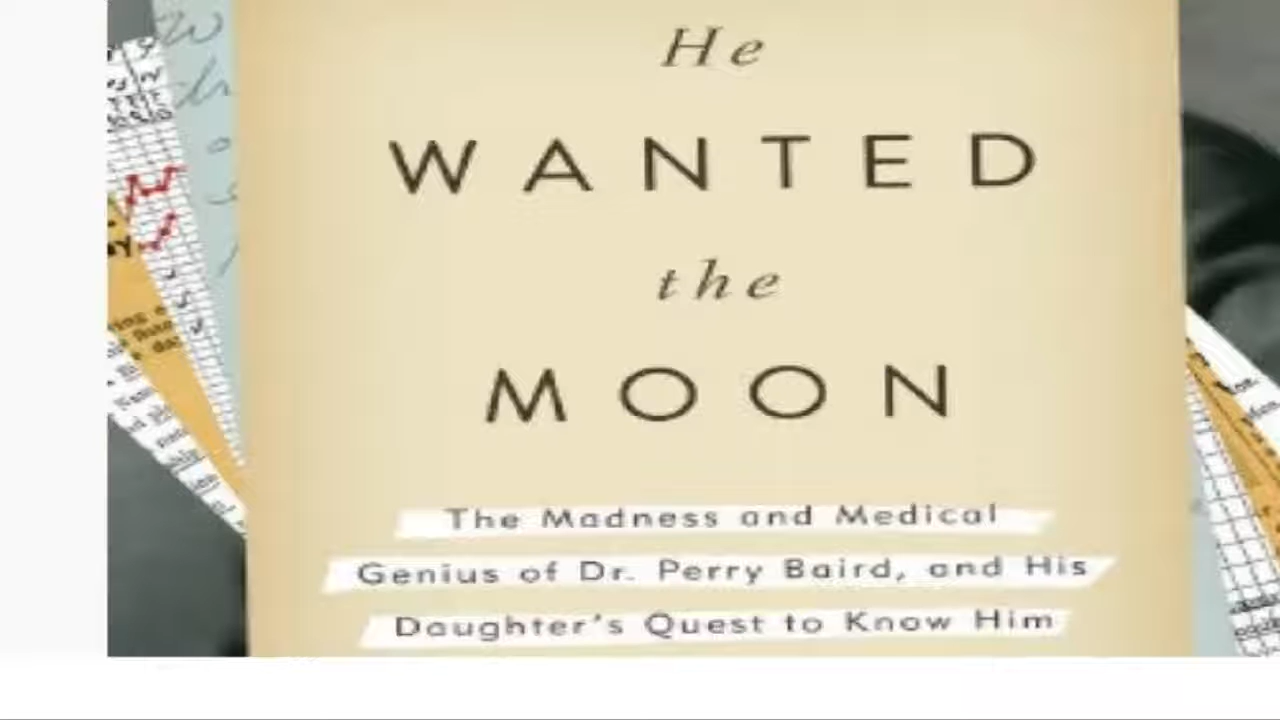 He
WANTED
the
MOON
The Madness and Medical
Genius of Dr. Perry Baird, and His
Daughter's Quest to Know Him